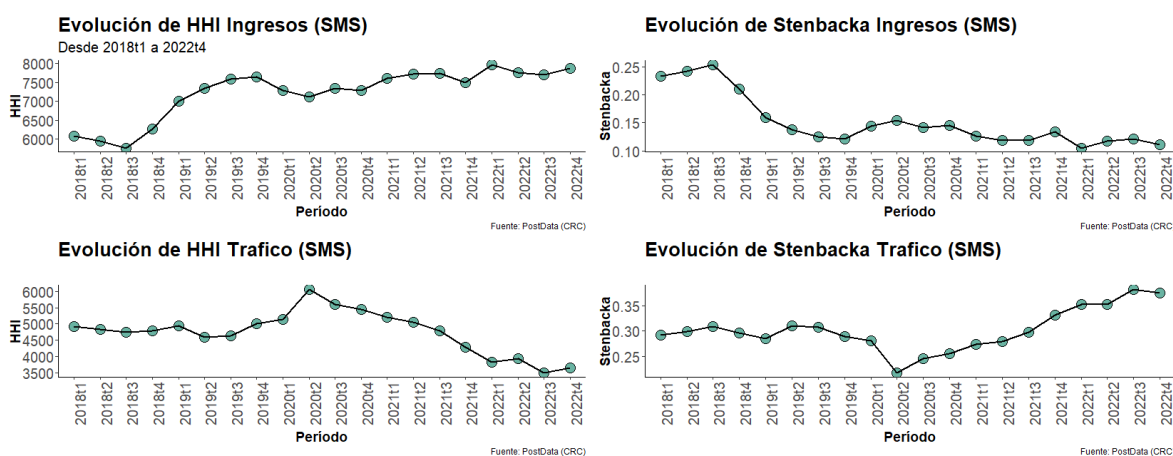 Evolución de HHI Ingresos (SMS)
Desde 2018t1 a 2022t4
HHI
8000
7500
7000
6500
6000
2018t1 2018t2 2018t3 2018t4 2019t1 2019t2 2019t3 2019t4 2020t1 2020t2 2020t3 2020t4 2021t1 2021t2 2021t3 2021t4 2022t1 2022t2 2022t3 2022t4
Período
Fuente: PostData (CRC)
Evolución de Stenbacka Ingresos (SMS)
Stenbacka
0.25
0.20
0.15
0.10
2018t1 2018t2 2018t3 2018t4 2019t1 2019t2 2019t3 2019t4 2020t1 2020t2 2020t3 2020t4 2021t1 2021t2 2021t3 2021t4 2022t1 2022t2 2022t3 2022t4
Período
Fuente: PostData (CRC)
Evolución de HHI Trafico (SMS)
HHI
6000
5500
5000
4500
4000
3500
2018t1 2018t2 2018t3 2018t4 2019t1 2019t2 2019t3 2019t4 2020t1 2020t2 2020t3 2020t4 2021t1 2021t2 2021t3 2021t4 2022t1 2022t2 2022t3 2022t4
Período
Fuente: PostData (CRC)
Evolución de Stenbacka Trafico (SMS)
Stenbacka
0.35
0.30
0.25
2018t1 2018t2 2018t3 2018t4 2019t1 2019t2 2019t3 2019t4 2020t1 2020t2 2020t3 2020t4 2021t1 2021t2 2021t3 2021t4 2022t1 2022t2 2022t3 2022t4
Período
Fuente: PostData (CRC)